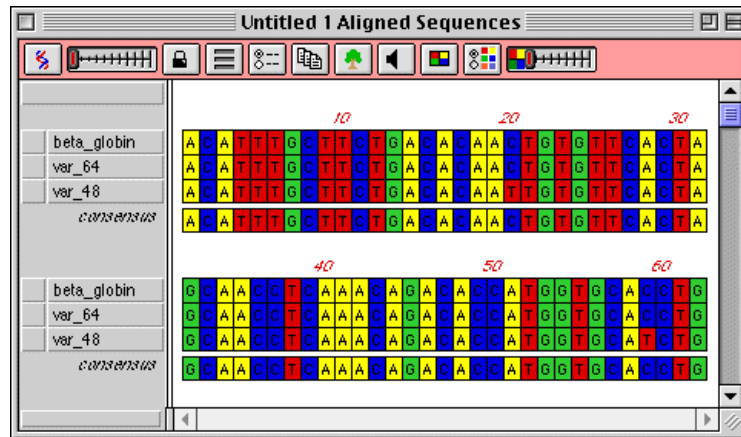 Untitled 1 Aligned Sequences
10 20 30
beta_globin ACATTTGCTTCTGACACAACTGTGTTCACTA
var_64 ACATTTGCTTCTGACACAACTGTGTTCACTA
var_48 ACATTTGCTTCTGACACAATTGTGTTCACTA
consensus ACATTTGCTTCTGACACAACTGTGTTCACTA
40 50 60
beta_globin GCAACCTCAAACAGACACCATGGTGCACCTG
var_64 GCAACCTCAAACAGACACCATGGTGCACCTG
var_48 GCAACCTCAAACAGACACCATGGTGCATCTG
consensus GCAACCTCAAACAGACACCATGGTGCACCTG